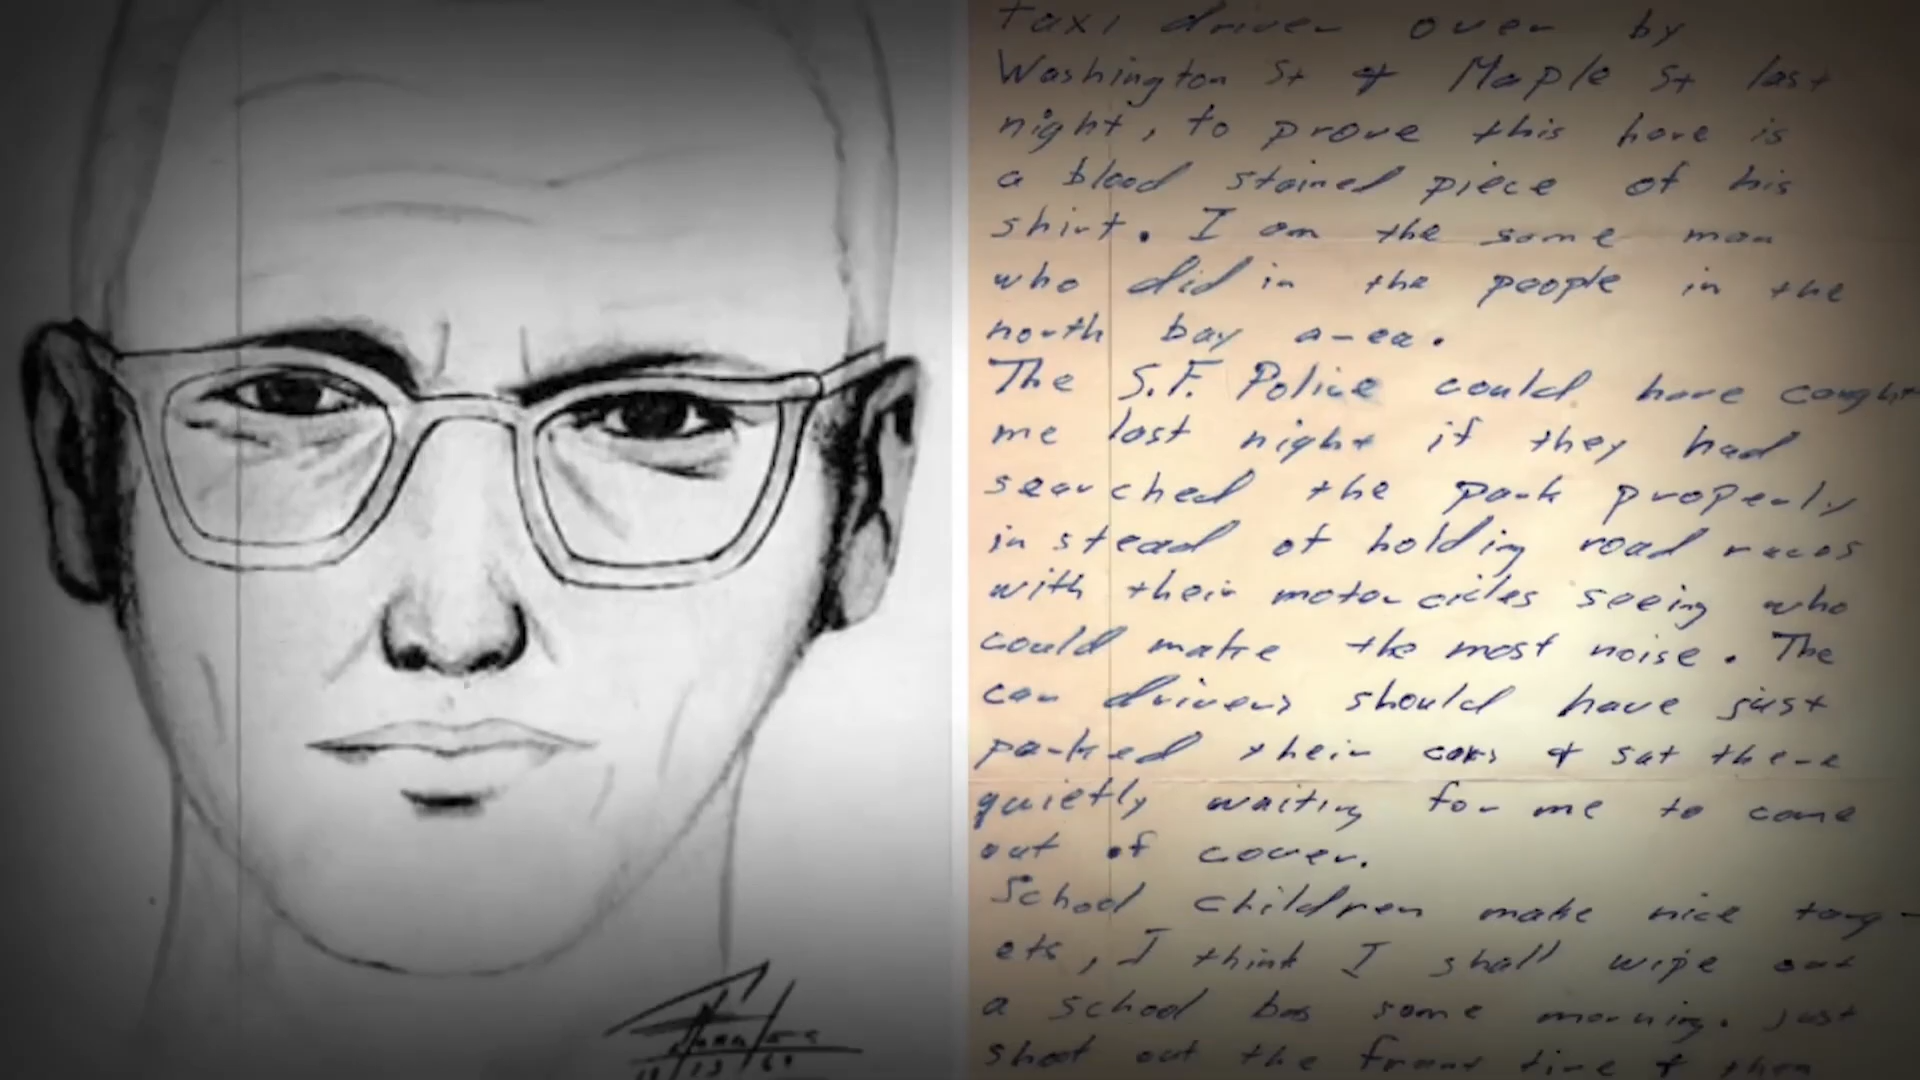 taxi driver over by
Washington St & Maple St last
night, to prove this here is
a blood stained piece of his
shirt. I am the same man
who did in the people in the
north bay area.
The S.F. Police could have caught
me last night if they had
searched the park properly
instead of holding road races
with their motorcicles seeing who
could make the most noise. The
car drivers should have just
parked their cars & sat there
quietly waiting for me to come
out of cover.
School children make nice targ-
ets, I think I shall wipe out
a school bus some morning. Just
shoot out the front tire & then